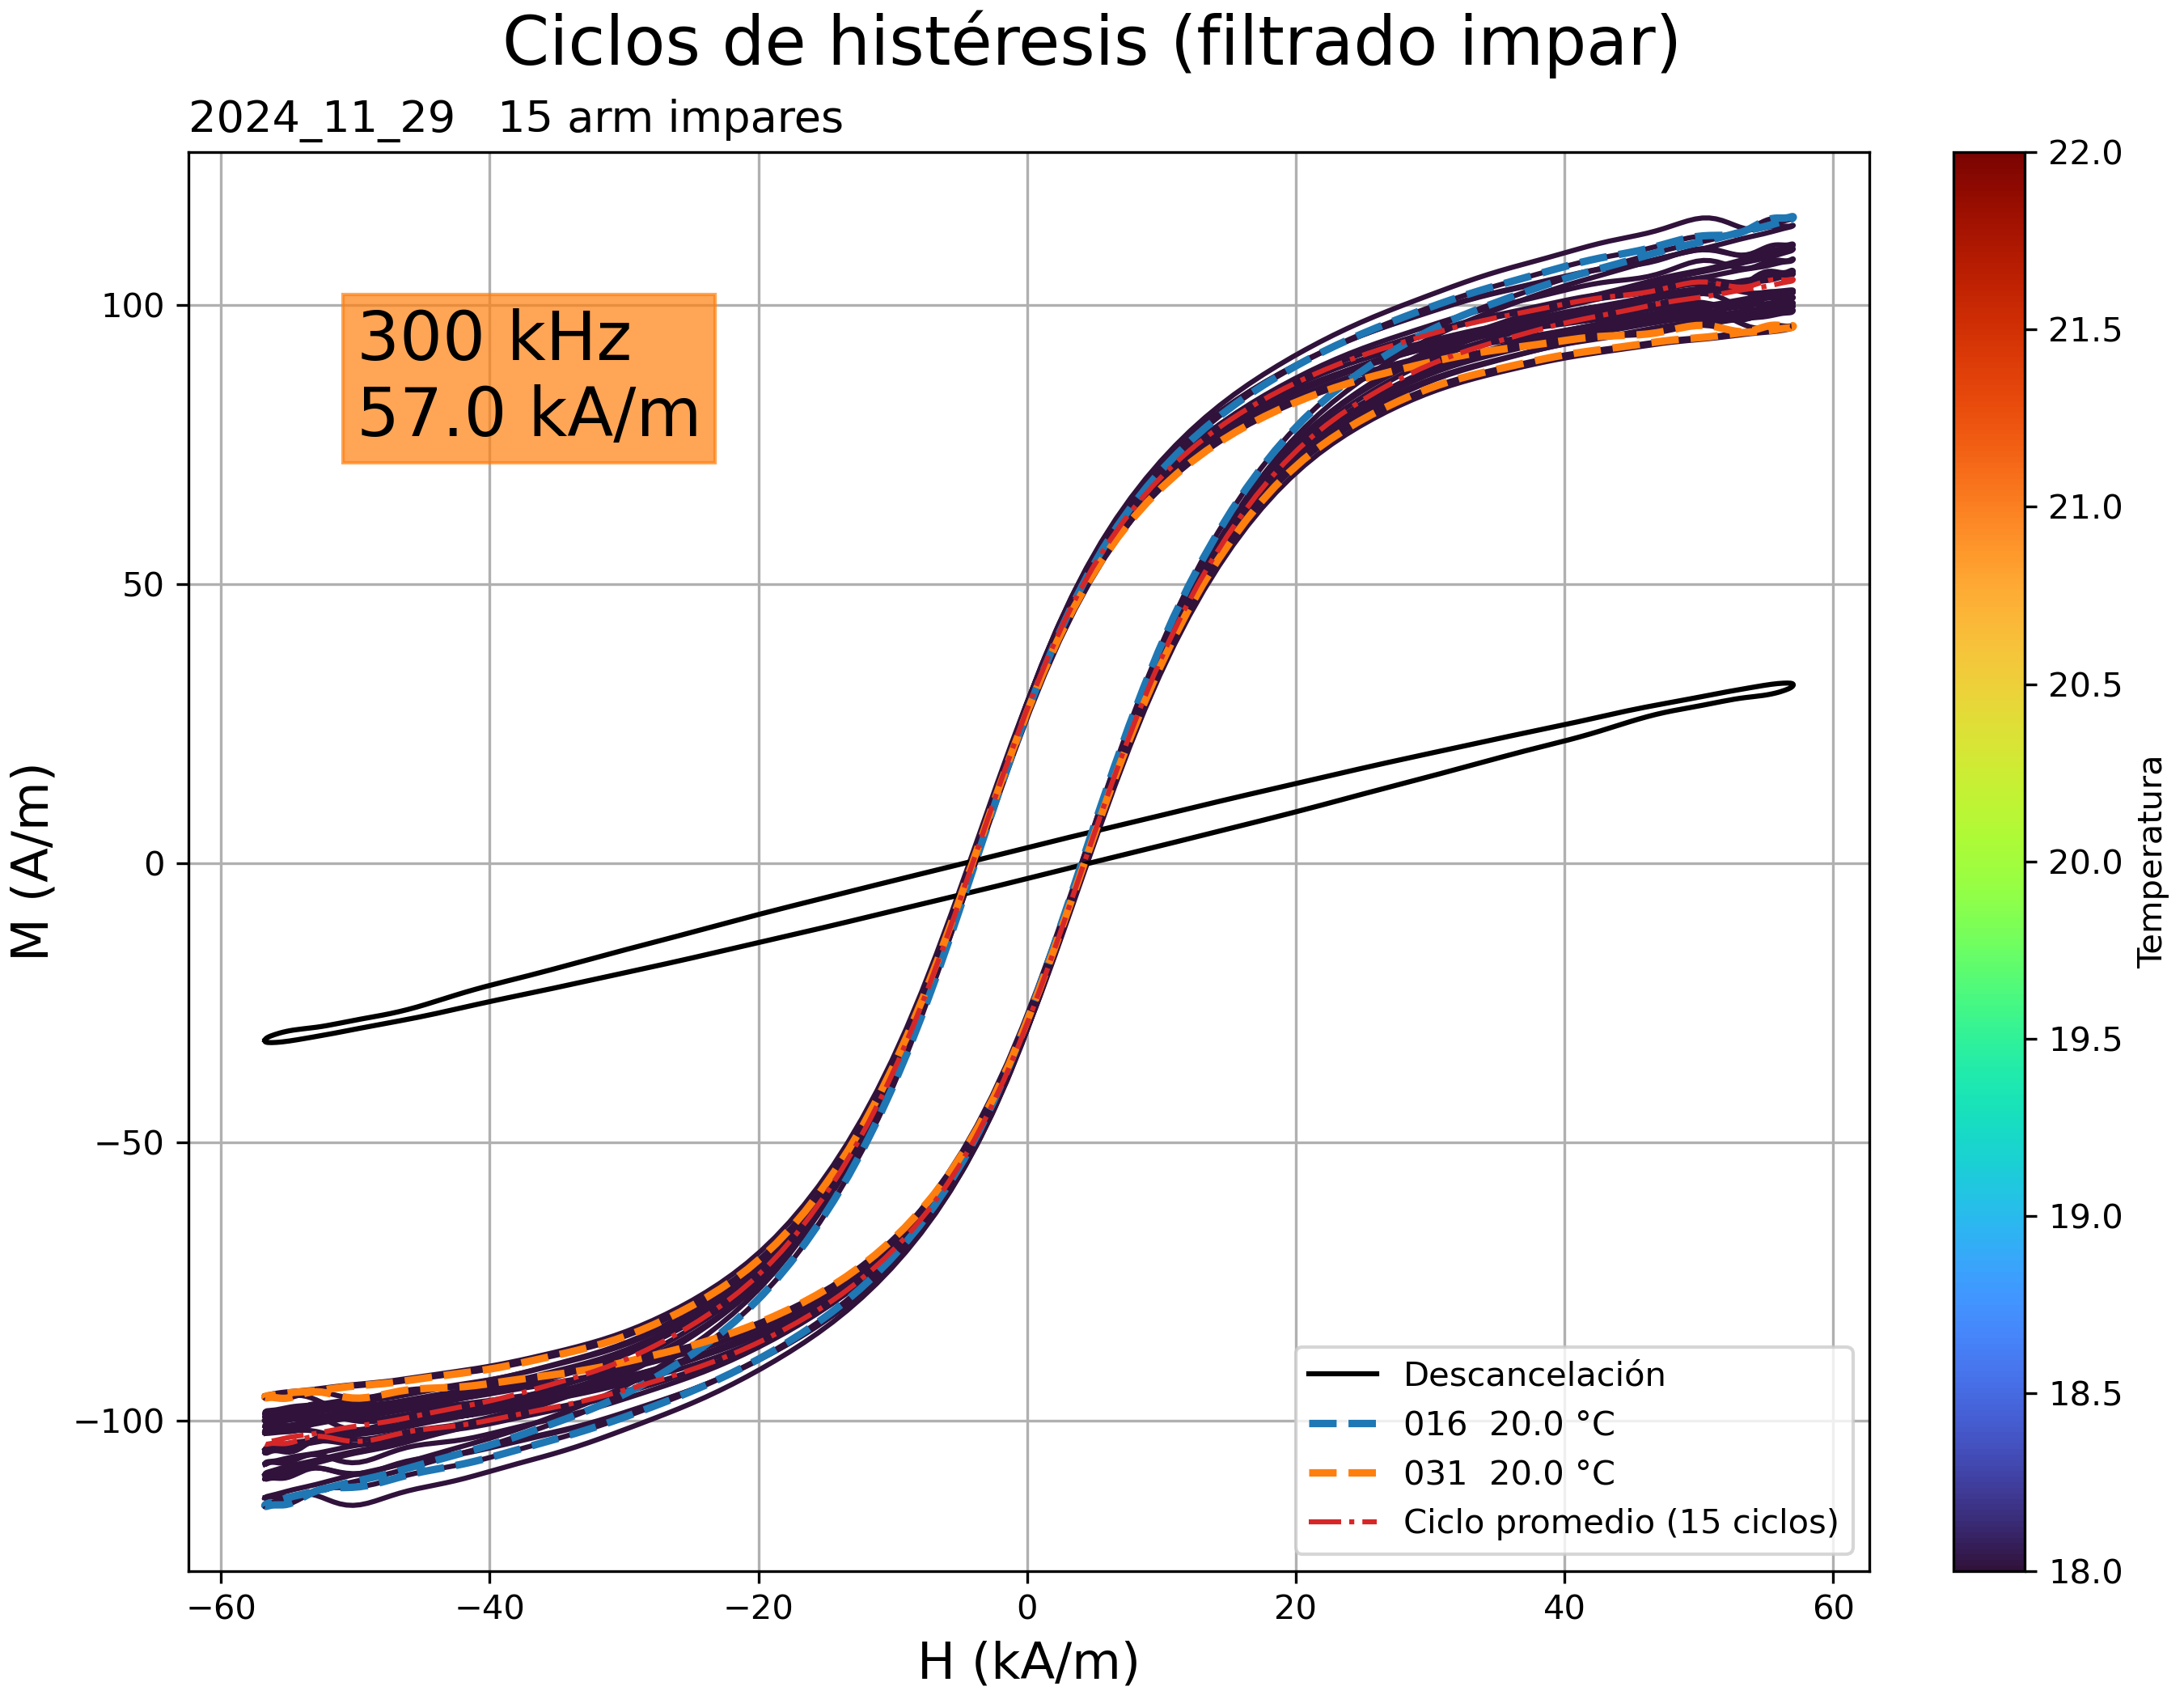 Ciclos de histéresis (filtrado impar)
2024_11_29   15 arm impares
300 kHz
57.0 kA/m
M (A/m)
100
50
0
−50
−100
−60
−40
−20
0
20
40
60
H (kA/m)
Descancelación
016  20.0 °C
031  20.0 °C
Ciclo promedio (15 ciclos)
22.0
21.5
21.0
20.5
20.0
19.5
19.0
18.5
18.0
Temperatura